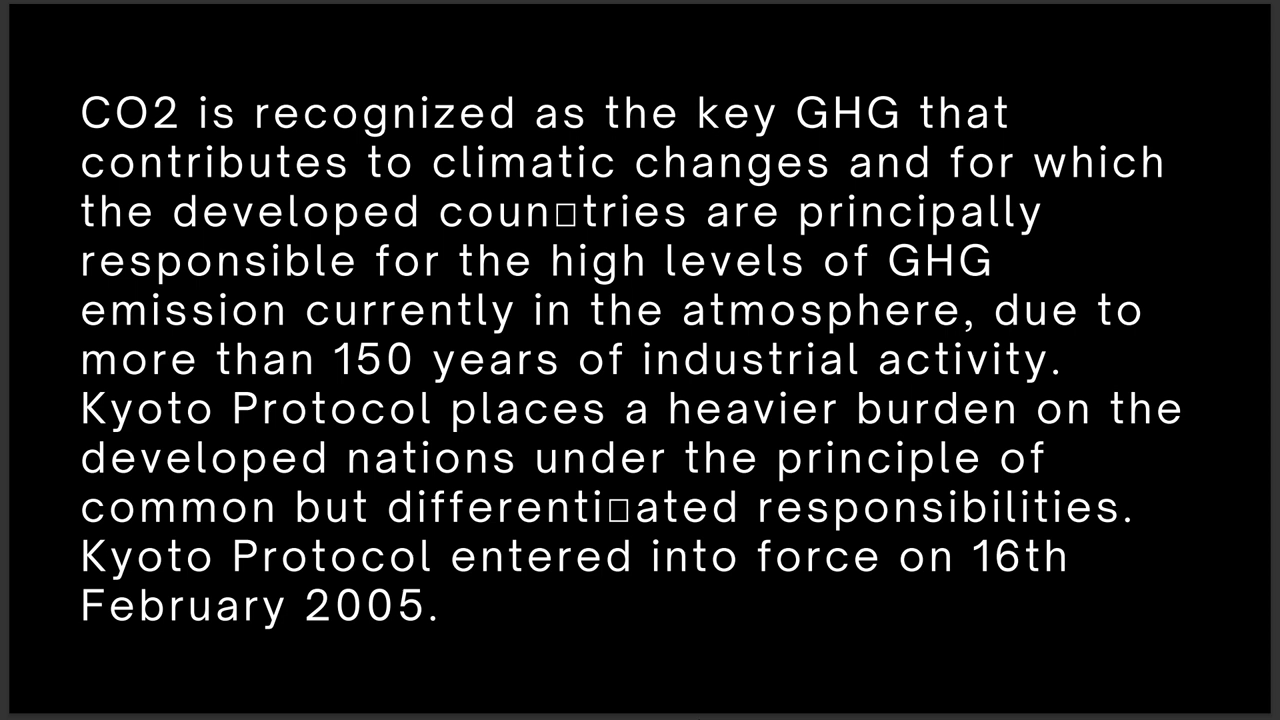 CO2 is recognized as the key GHG that
contributes to climatic changes and for which
the developed coun□tries are principally
responsible for the high levels of GHG
emission currently in the atmosphere, due to
more than 150 years of industrial activity.
Kyoto Protocol places a heavier burden on the
developed nations under the principle of
common but differenti□ated responsibilities.
Kyoto Protocol entered into force on 16th
February 2005.